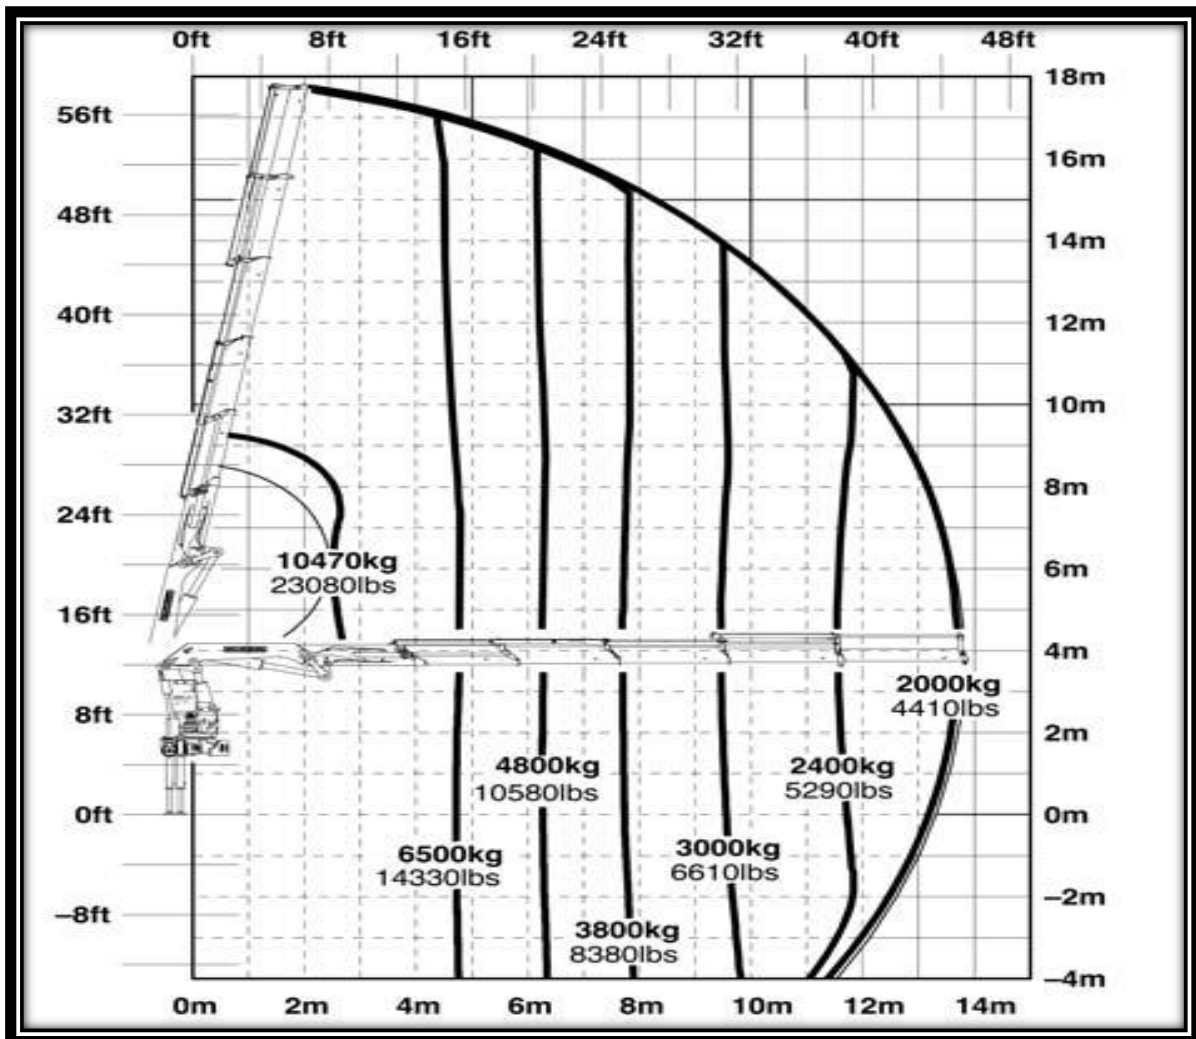 0ft 8ft 16ft 24ft 32ft 40ft 48ft
18m
56ft
16m
48ft
14m
40ft
12m
32ft
10m
8m
24ft
10470kg
23080lbs
6m
16ft
4m
2000kg
4410lbs
8ft
2m
4800kg
10580lbs
2400kg
5290lbs
0ft
0m
6500kg
14330lbs
3000kg
6610lbs
–2m
–8ft
3800kg
8380lbs
–4m
0m 2m 4m 6m 8m 10m 12m 14m